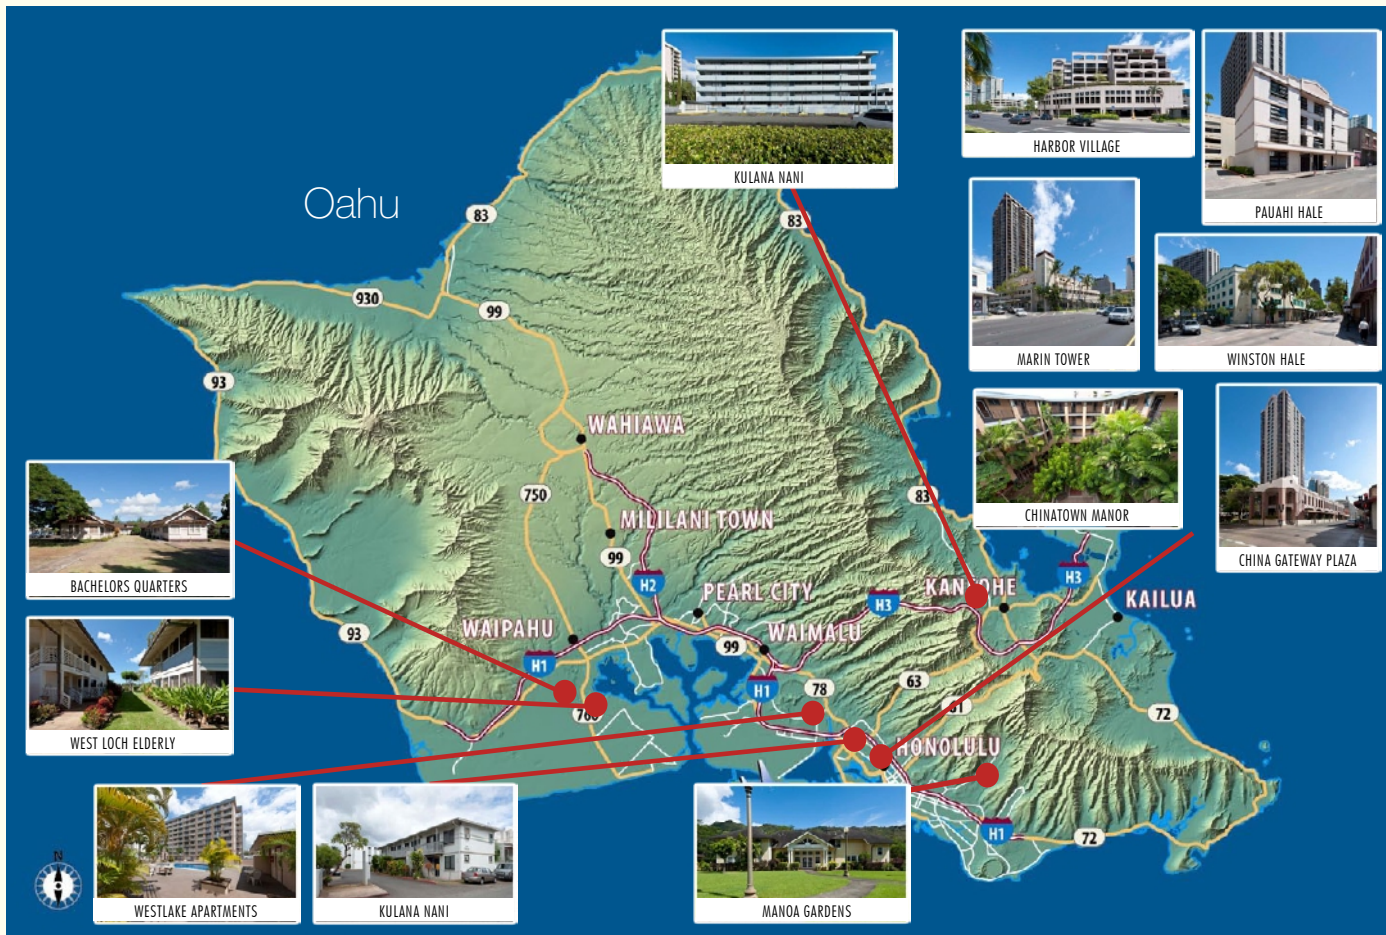 KULANA NANI
HARBOR VILLAGE
PAUAHI HALE
Oahu
83
83
MARIN TOWER
WINSTON HALE
930
99
93
WAHIAWA
CHINATOWN MANOR
CHINA GATEWAY PLAZA
750
83
MILILANI TOWN
99
BACHELORS QUARTERS
H2
PEARL CITY
H3
H3
KAILUA
93
WAIPAHU
WAIMALU
99
H1
H1
78
63
72
WEST LOCH ELDERLY
HONOLULU
H1
72
N
WESTLAKE APARTMENTS
KULANA NANI
MANOA GARDENS